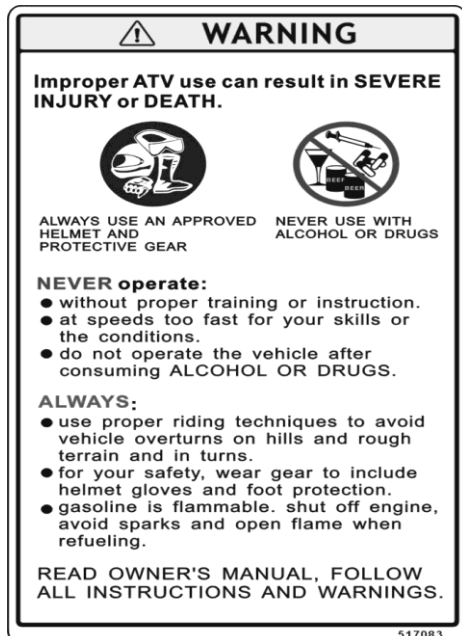 WARNING
Improper ATV use can result in SEVERE
INJURY or DEATH.
BEEF
BEER
ALWAYS USE AN APPROVED
HELMET AND
PROTECTIVE GEAR
NEVER USE WITH
ALCOHOL OR DRUGS
NEVER operate:
● without proper training or instruction.
● at speeds too fast for your skills or
the conditions.
● do not operate the vehicle after
consuming ALCOHOL OR DRUGS.
ALWAYS:
● use proper riding techniques to avoid
vehicle overturns on hills and rough
terrain and in turns.
● for your safety, wear gear to include
helmet gloves and foot protection.
● gasoline is flammable. shut off engine,
avoid sparks and open flame when
refueling.
READ OWNER'S MANUAL, FOLLOW
ALL INSTRUCTIONS AND WARNINGS.
517083